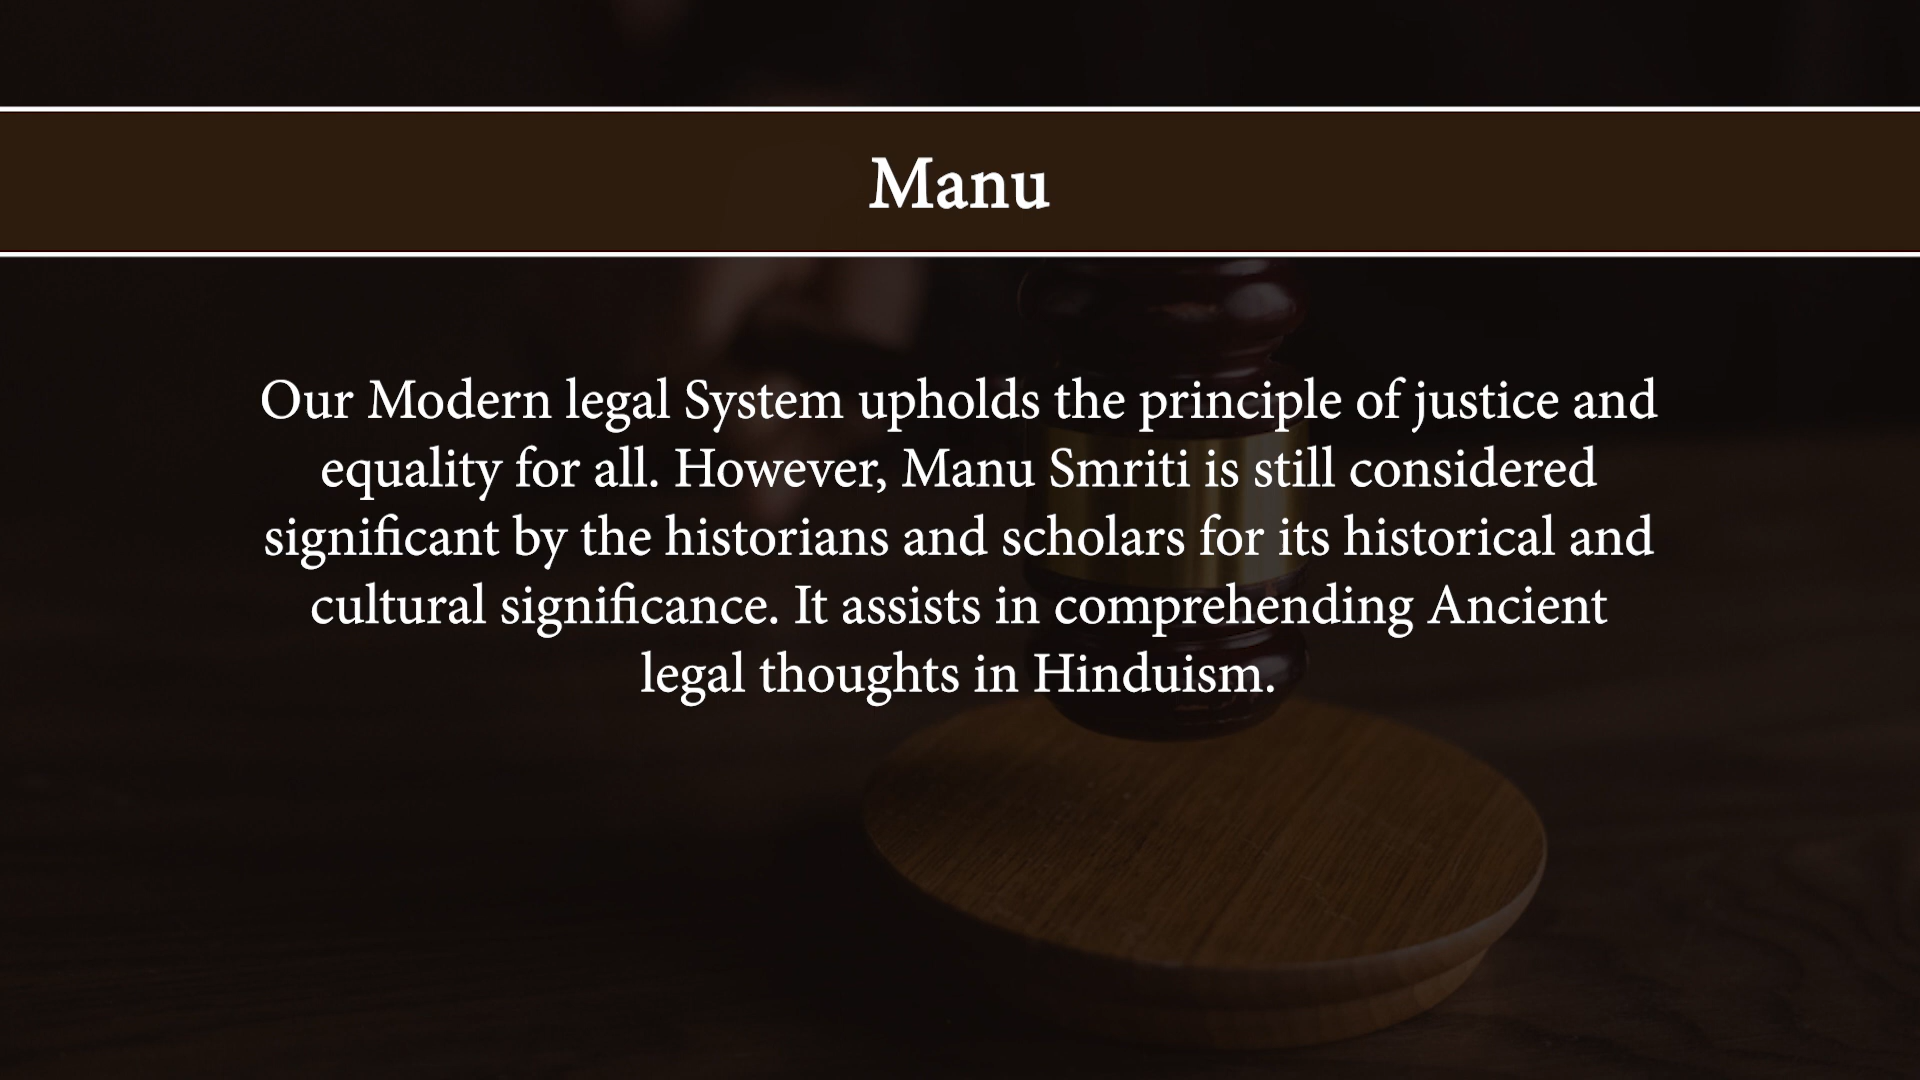 Manu
Our Modern legal System upholds the principle of justice and
equality for all. However, Manu Smriti is still considered
significant by the historians and scholars for its historical and
cultural significance. It assists in comprehending Ancient
legal thoughts in Hinduism.